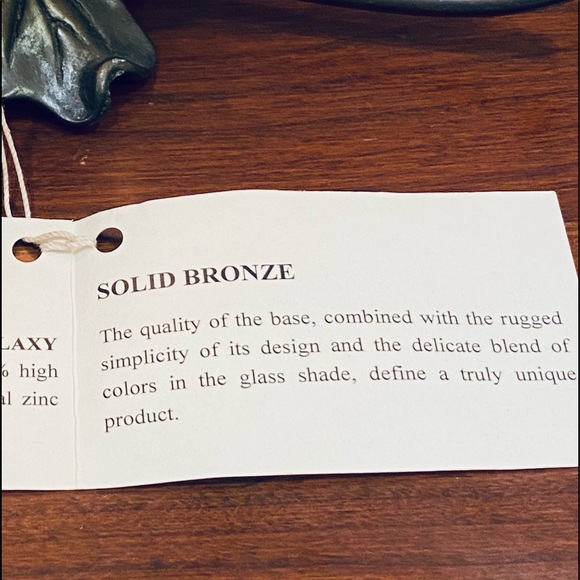 SOLID BRONZE
The quality of the base, combined with the rugged
simplicity of its design and the delicate blend of
colors in the glass shade, define a truly unique
product.
LAXY
% high
al zinc